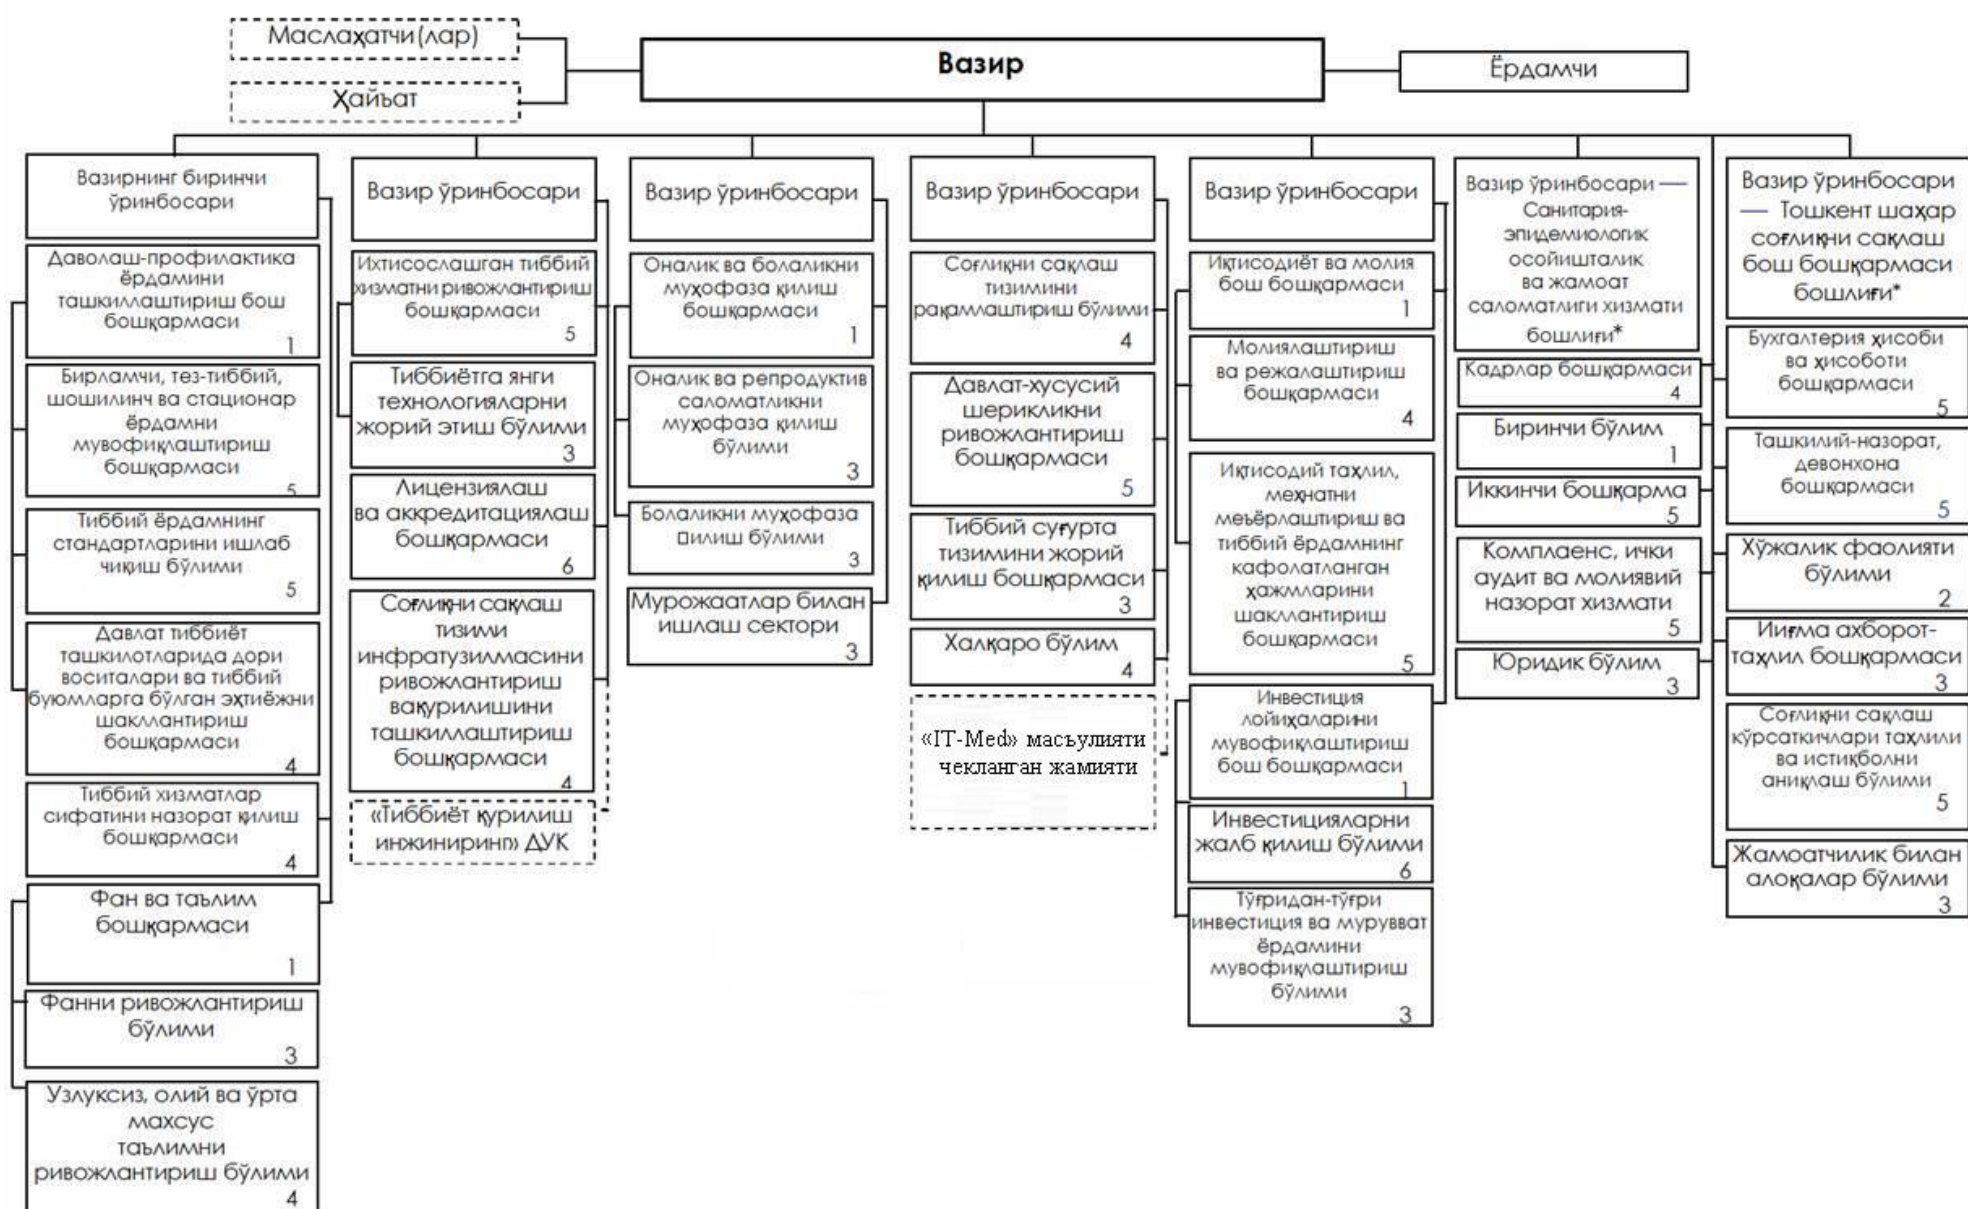 Маслаҳатчи(лар)
Ҳайъат
Вазир
Ёрдамчи
Вазирнинг биринчи
ўринбосари
Даволаш-профилактика
ёрдамини
ташкиллаштириш бош
бошқармаси
1
Бирламчи, тез-тиббий,
шошилинч ва стационар
ёрдамни
мувофиқлаштириш
бошқармаси
5
Тиббий ёрдамнинг
стандартларини ишлаб
чиқиш бўлими
5
Давлат тиббиёт
ташкилотларида дори
воситалари ва тиббий
буюмларга бўлган эҳтиёжни
шакллантириш
бошқармаси
4
Тиббий хизматлар
сифатини назорат қилиш
бошқармаси
4
Фан ва таълим
бошқармаси
1
Фанни ривожлантириш
бўлими
3
Узлуксиз, олий ва ўрта
махсус
таълимни
ривожлантириш бўлими
4
Вазир ўринбосари
Ихтисослашган тиббий
хизматни ривожлантириш
бошқармаси
5
Тиббиётга янги
технологияларни
жорий этиш бўлими
3
Лицензиялаш
ва аккредитациялаш
бошқармаси
6
Соғлиқни сақлаш
тизими
инфратузилмасини
ривожлантириш
вақурилишини
ташкиллаштириш
бошқармаси
4
«Тиббиёт қурилиш
инжиниринг» ДУК
Вазир ўринбосари
Оналик ва болаликни
муҳофаза қилиш
бошқармаси
1
Оналик ва репродуктив
саломатликни
муҳофаза қилиш
бўлими
3
Болаликни муҳофаза
□илиш бўлими
3
Мурожаатлар билан
ишлаш сектори
3
Вазир ўринбосари
Соғлиқни сақлаш
тизимини
рақамлаштириш бўлими
4
Давлат-хусусий
шерикликни
ривожлантириш
бошқармаси
5
Тиббий суғурта
тизимини жорий
қилиш бошқармаси
3
Халқаро бўлим
4
«IT-Med» масъулияти
чекланган жамияти
Вазир ўринбосари
Иқтисодиёт ва молия
бош бошқармаси
1
Молиялаштириш
ва режалаштириш
бошқармаси
4
Иқтисодий таҳлил,
меҳнатни
меъёрлаштириш ва
тиббий ёрдамнинг
кафолатланган
ҳажмларини
шакллантириш
бошқармаси
5
Инвестиция
лойиҳаларини
мувофиқлаштириш
бош бошқармаси
1
Инвестицияларни
жалб қилиш бўлими
6
Тўғридан-тўғри
инвестиция ва мурувват
ёрдамини
мувофиқлаштириш
бўлими
3
Вазир ўринбосари —
Санитария-
эпидемиологик
осойишталик
ва жамоат
саломатлиги хизмати
бошлиғи*
Кадрлар бошқармаси
4
Биринчи бўлим
1
Иккинчи бошқарма
5
Комплаенс, ички
аудит ва молиявий
назорат хизмати
5
Юридик бўлим
3
Вазир ўринбосари
— Тошкент шаҳар
соғлиқни сақлаш
бош бошқармаси
бошлиғи*
Бухгалтерия ҳисоби
ва ҳисоботи
бошқармаси
5
Ташкилий-назорат,
девонхона
бошқармаси
5
Хўжалик фаолияти
бўлими
2
Йиғма ахборот-
таҳлил бошқармаси
3
Соғлиқни сақлаш
кўрсаткичлари таҳлили
ва истиқболни
аниқлаш бўлими
5
Жамоатчилик билан
алоқалар бўлими
3